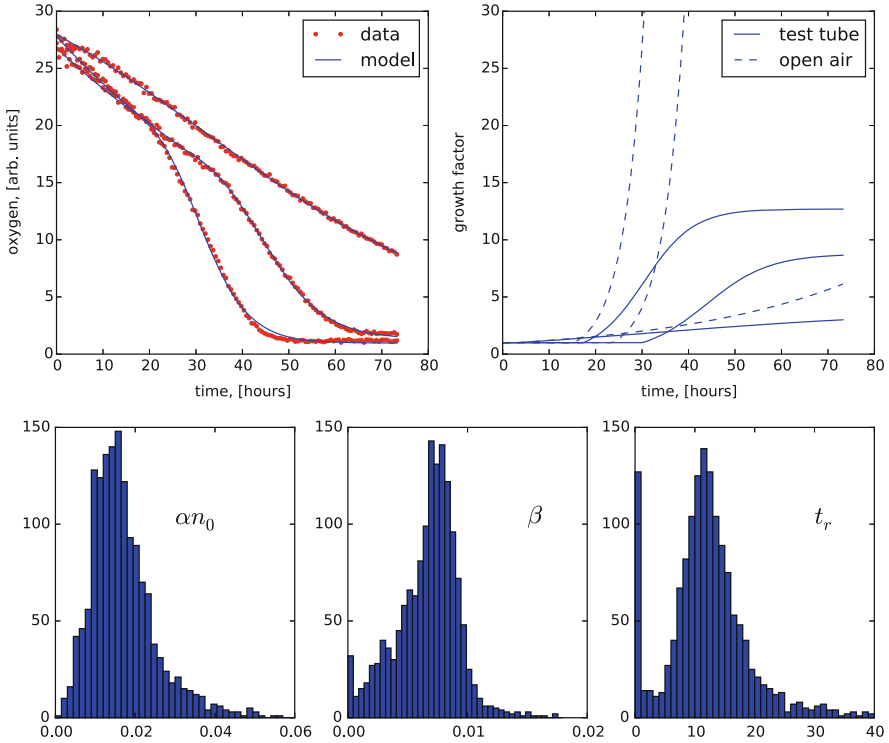 30
25
20
15
10
5
0
0 10 20 30 40 50 60 70 80
oxygen, [arb. units]
time, [hours]
data
model
30
25
20
15
10
5
0
0 10 20 30 40 50 60 70 80
growth factor
time, [hours]
test tube
open air
150
100
50
0
0.00 0.02 0.04 0.06
αn₀
150
100
50
0
0.00 0.01 0.02
β
150
100
50
0
0 10 20 30 40
tᵣ